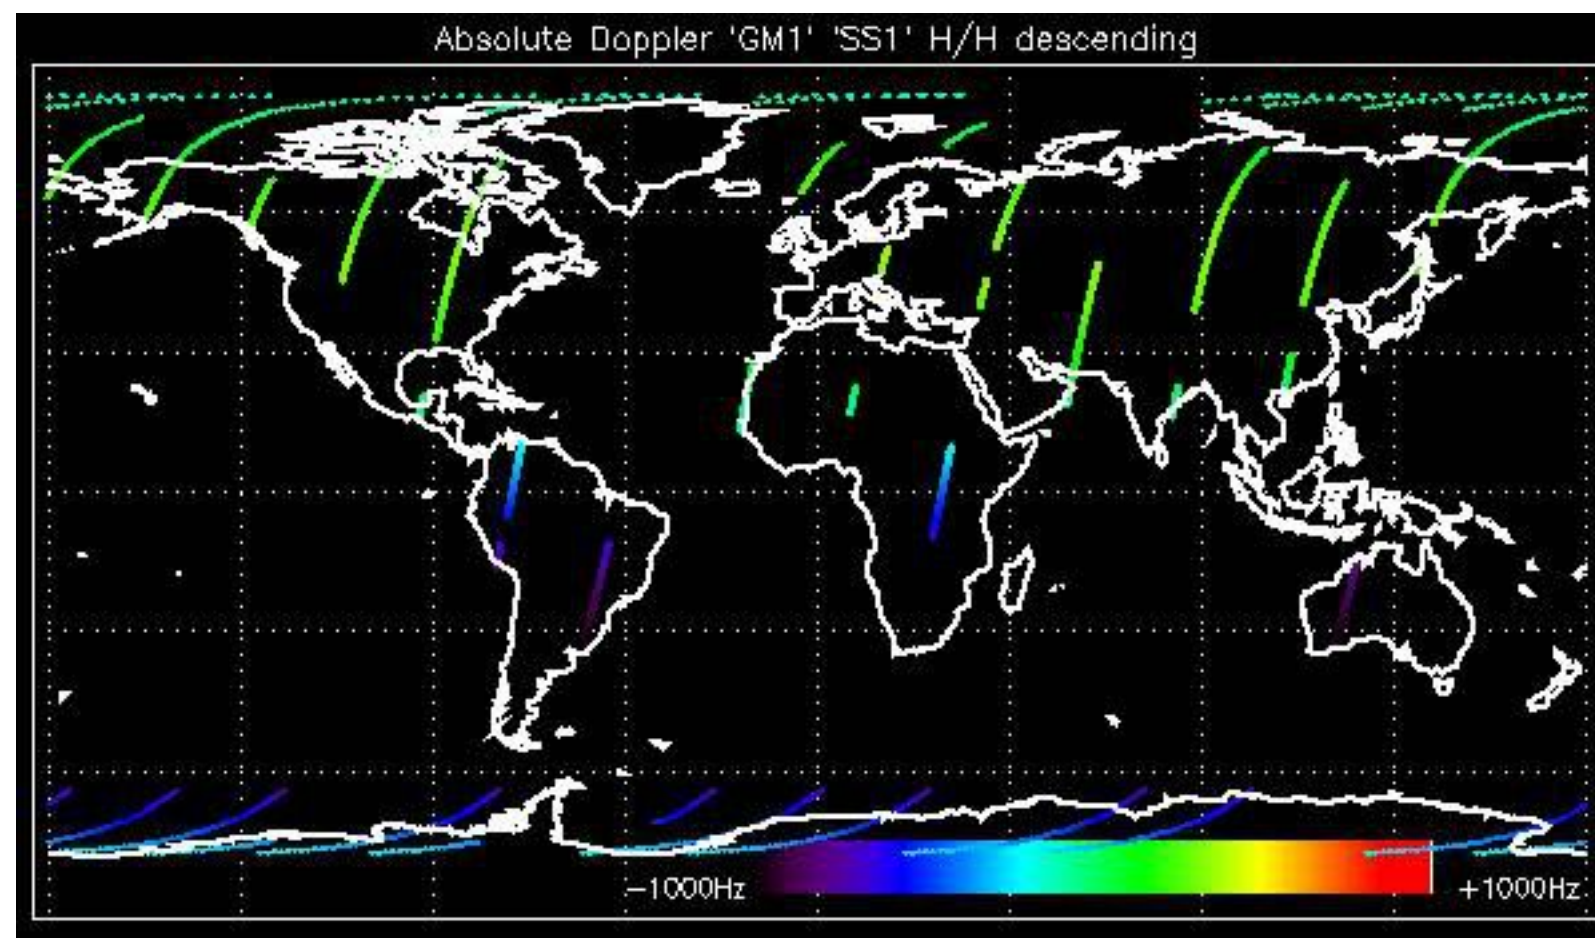 Absolute Doppler 'GM1' 'SS1' H/H descending
−1000Hz +1000Hz